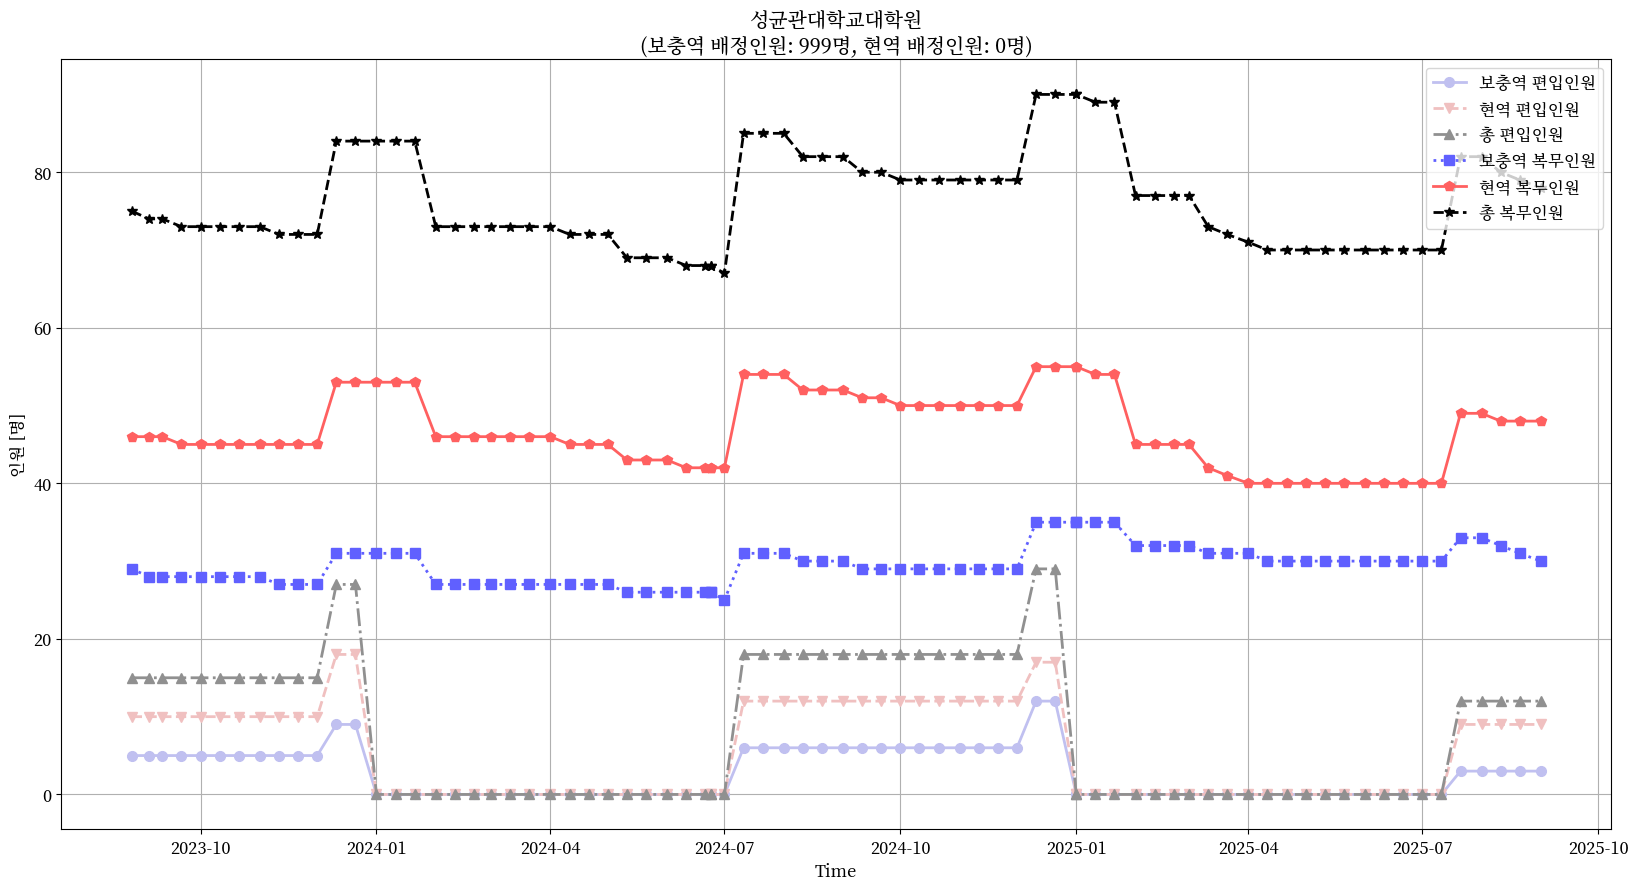 성균관대학교대학원
(보충역 배정인원: 999명, 현역 배정인원: 0명)
보충역 편입인원
현역 편입인원
총 편입인원
보충역 복무인원
현역 복무인원
총 복무인원
80
60
40
20
0
인원 [명]
2023-10
2024-01
2024-04
2024-07
2024-10
2025-01
2025-04
2025-07
2025-10
Time